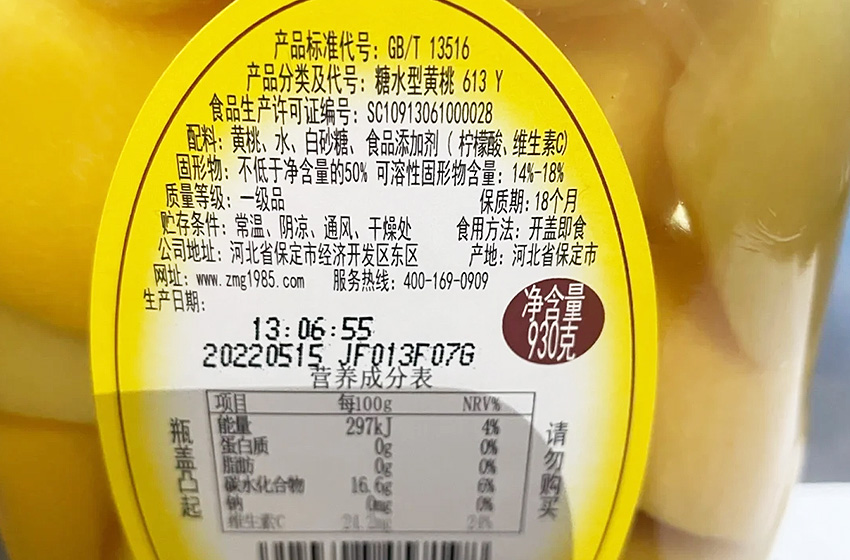 产品标准代号：GB/T 13516
产品分类及代号：糖水型黄桃 613 Y
食品生产许可证编号：SC10913061000028
配料：黄桃、水、白砂糖、食品添加剂（柠檬酸、维生素C）
固形物：不低于净含量的50% 可溶性固形物含量：14%-18%
质量等级：一级品 保质期：18个月
贮存条件：常温、阴凉、通风、干燥处 食用方法：开盖即食
公司地址：河北省保定市经济开发区东区 产地：河北省保定市
网址：www.zmg1985.com 服务热线：400-169-0909
生产日期：
净含量
930克
13:06:55
20220515 JF013F07G
营养成分表
项目 每100g NRV%
能量 297kJ 4%
蛋白质 0g 0%
脂肪 0g 0%
碳水化合物 16.6g 6%
钠 0mg 0%
维生素C 24.2mg 24%
瓶盖凸起
请勿购买